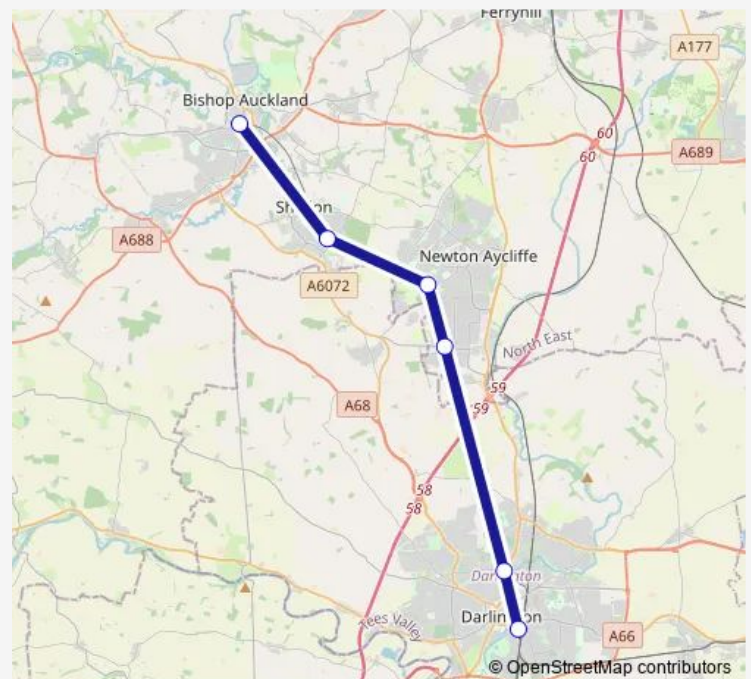 Ferryhill
A177
Bishop Auckland
60
60
A689
A688
Newton Aycliffe
A6072
North East
59
59
A68
58
58
Tees Valley
A66
© OpenStreetMap contributors